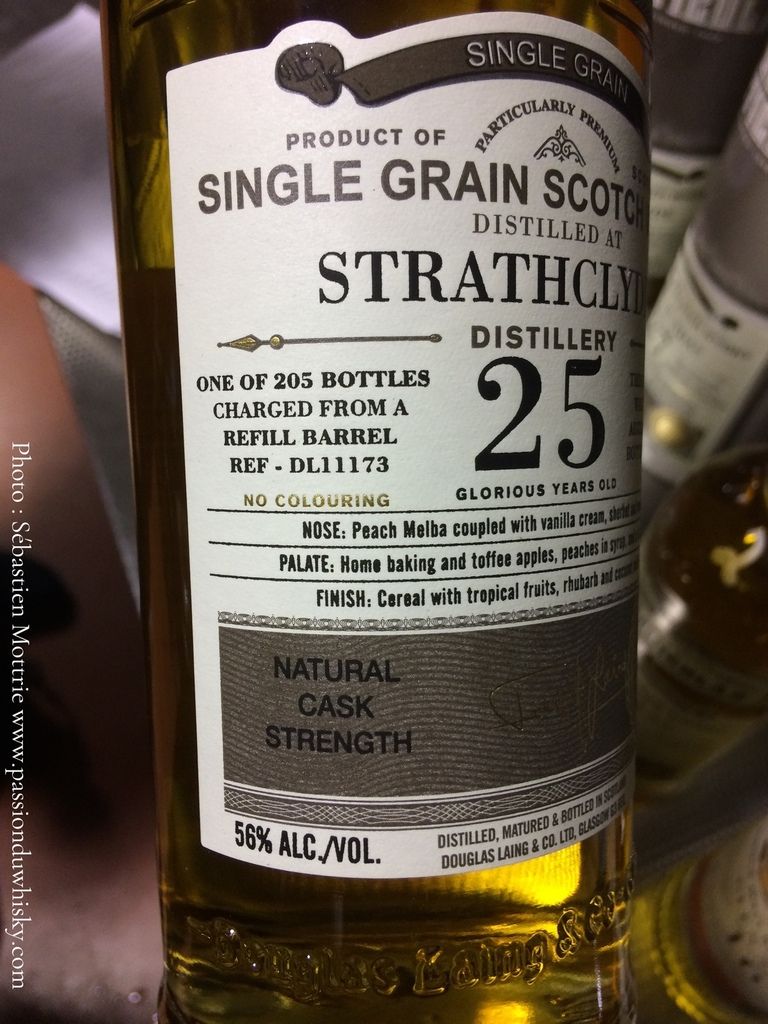 SINGLE GRAIN
PARTICULARLY PREMIUM
PRODUCT OF
SINGLE GRAIN SCOTCH
DISTILLED AT
STRATHCLYD
DISTILLERY
ONE OF 205 BOTTLES
CHARGED FROM A
REFILL BARREL
REF - DL11173
25
NO COLOURING
GLORIOUS YEARS OLD
NOSE: Peach Melba coupled with vanilla cream,
PALATE: Home baking and toffee apples, peaches in syrup,
FINISH: Cereal with tropical fruits, rhubarb and
NATURAL
CASK
STRENGTH
56% ALC./VOL.
DISTILLED, MATURED & BOTTLED IN SCOTLAND
DOUGLAS LAING & CO. LTD, GLASGOW
Douglas Laing & Co
Photo : Sébastien Mottrie www.passionduwhisky.com